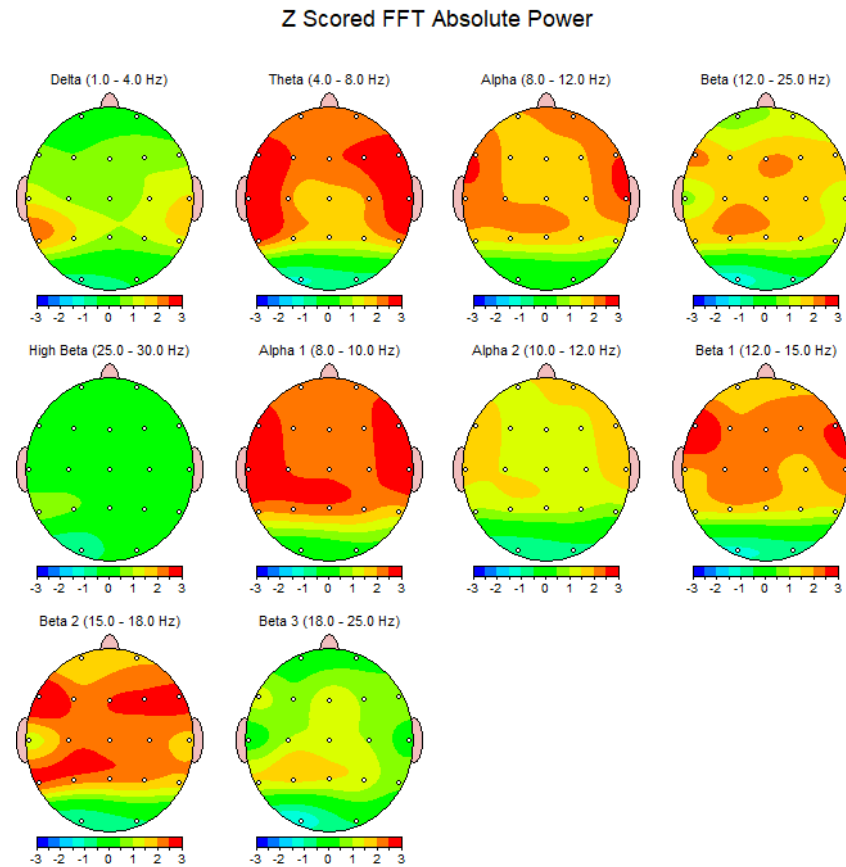 Z Scored FFT Absolute Power
Delta (1.0 - 4.0 Hz) Theta (4.0 - 8.0 Hz) Alpha (8.0 - 12.0 Hz) Beta (12.0 - 25.0 Hz)
-3 -2 -1 0 1 2 3 -3 -2 -1 0 1 2 3 -3 -2 -1 0 1 2 3 -3 -2 -1 0 1 2 3
High Beta (25.0 - 30.0 Hz) Alpha 1 (8.0 - 10.0 Hz) Alpha 2 (10.0 - 12.0 Hz) Beta 1 (12.0 - 15.0 Hz)
-3 -2 -1 0 1 2 3 -3 -2 -1 0 1 2 3 -3 -2 -1 0 1 2 3 -3 -2 -1 0 1 2 3
Beta 2 (15.0 - 18.0 Hz) Beta 3 (18.0 - 25.0 Hz)
-3 -2 -1 0 1 2 3 -3 -2 -1 0 1 2 3